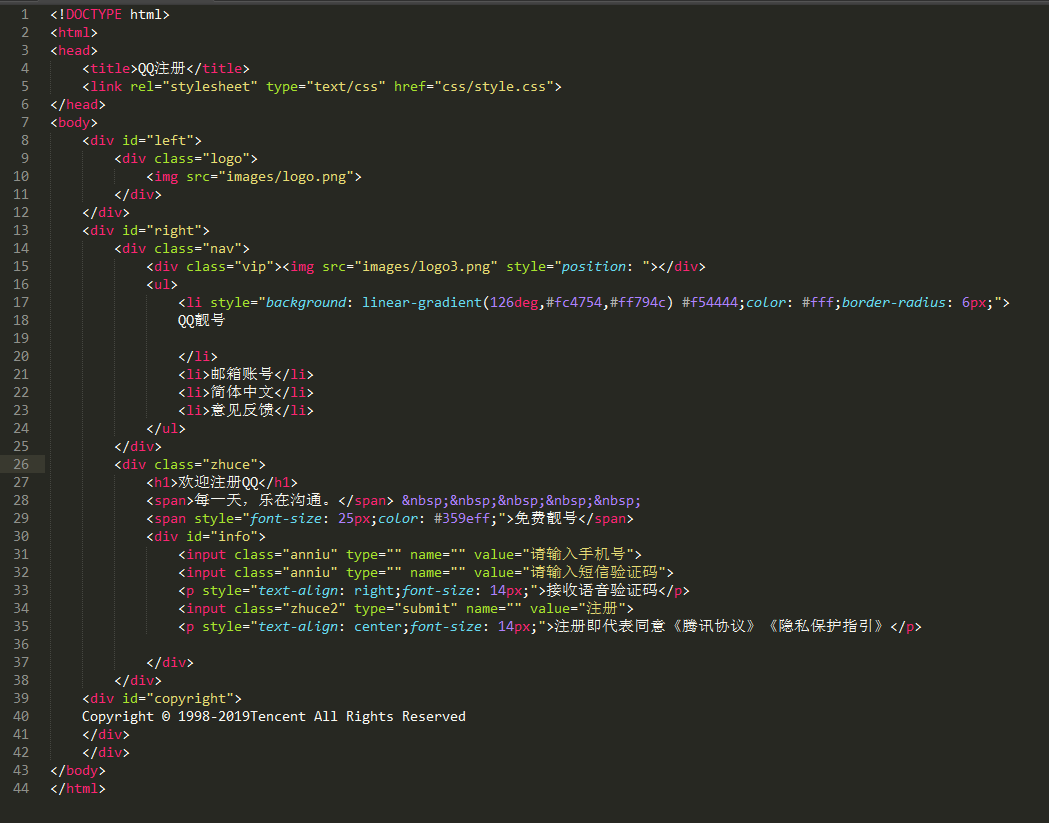 1 <!DOCTYPE html>
2 <html>
3 <head>
4     <title>QQ注册</title>
5     <link rel="stylesheet" type="text/css" href="css/style.css">
6 </head>
7 <body>
8     <div id="left">
9         <div class="logo">
10             <img src="images/logo.png">
11         </div>
12     </div>
13     <div id="right">
14         <div class="nav">
15             <div class="vip"><img src="images/logo3.png" style="position: "></div>
16             <ul>
17                 <li style="background: linear-gradient(126deg,#fc4754,#ff794c) #f54444;color: #fff;border-radius: 6px;">
18                 QQ靓号
19
20                 </li>
21                 <li>邮箱账号</li>
22                 <li>简体中文</li>
23                 <li>意见反馈</li>
24             </ul>
25         </div>
26         <div class="zhuce">
27             <h1>欢迎注册QQ</h1>
28             <span>每一天，乐在沟通。</span> &nbsp;&nbsp;&nbsp;&nbsp;&nbsp;
29             <span style="font-size: 25px;color: #359eff;">免费靓号</span>
30             <div id="info">
31                 <input class="anniu" type="" name="" value="请输入手机号">
32                 <input class="anniu" type="" name="" value="请输入短信验证码">
33                 <p style="text-align: right;font-size: 14px;">接收语音验证码</p>
34                 <input class="zhuce2" type="submit" name="" value="注册">
35                 <p style="text-align: center;font-size: 14px;">注册即代表同意《腾讯协议》《隐私保护指引》</p>
36
37             </div>
38         </div>
39     <div id="copyright">
40     Copyright © 1998-2019Tencent All Rights Reserved
41     </div>
42     </div>
43 </body>
44 </html>